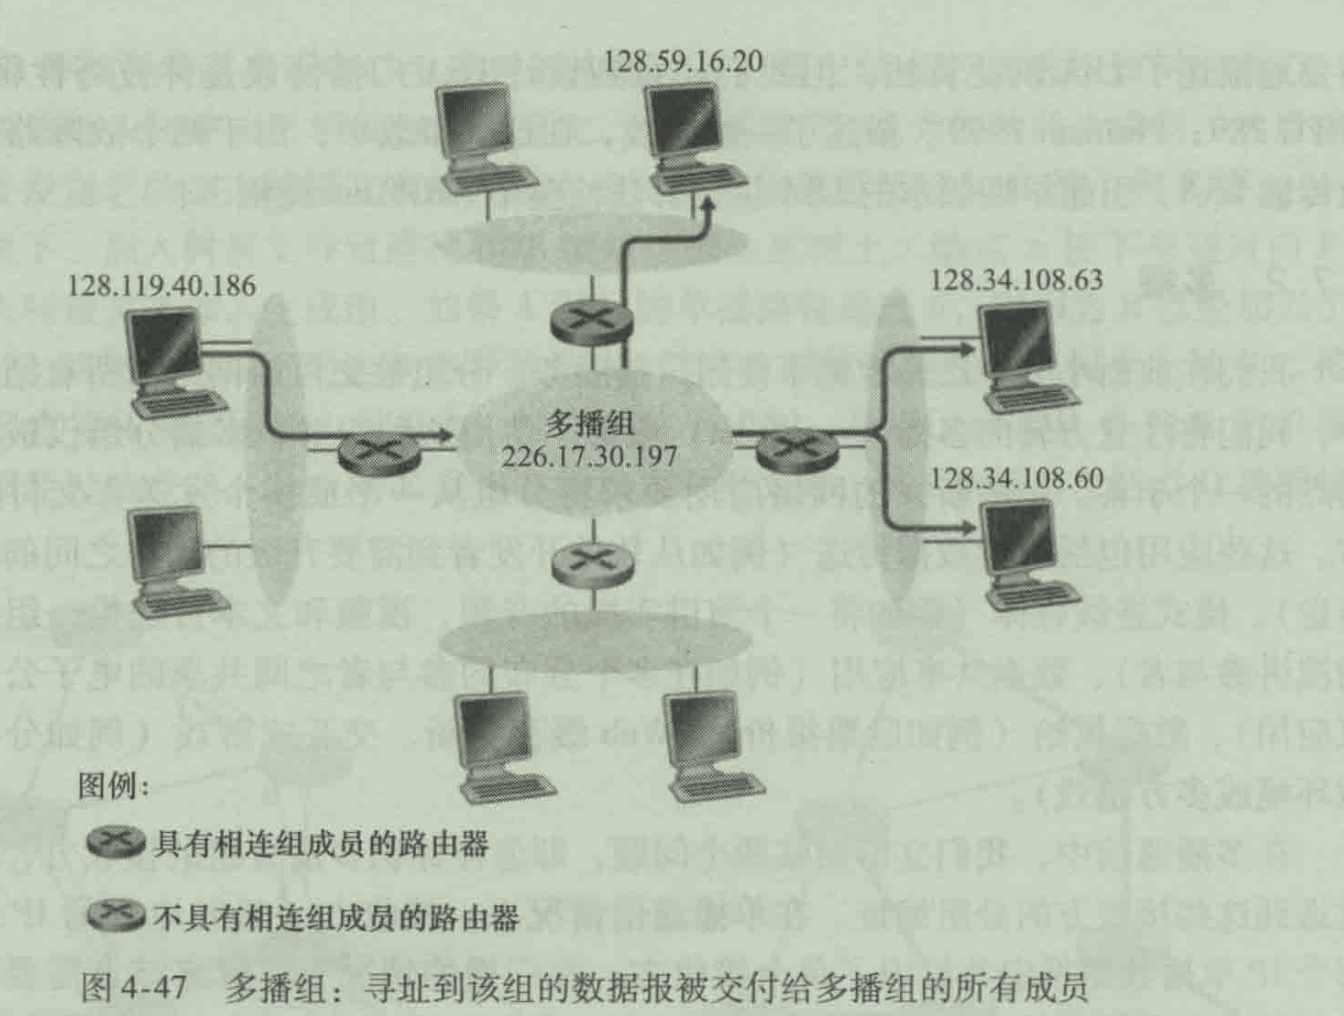 128.59.16.20
128.119.40.186
128.34.108.63
多播组
226.17.30.197
128.34.108.60
图例：
具有相连组成员的路由器
不具有相连组成员的路由器
图 4-47 多播组：寻址到该组的数据报被交付给多播组的所有成员